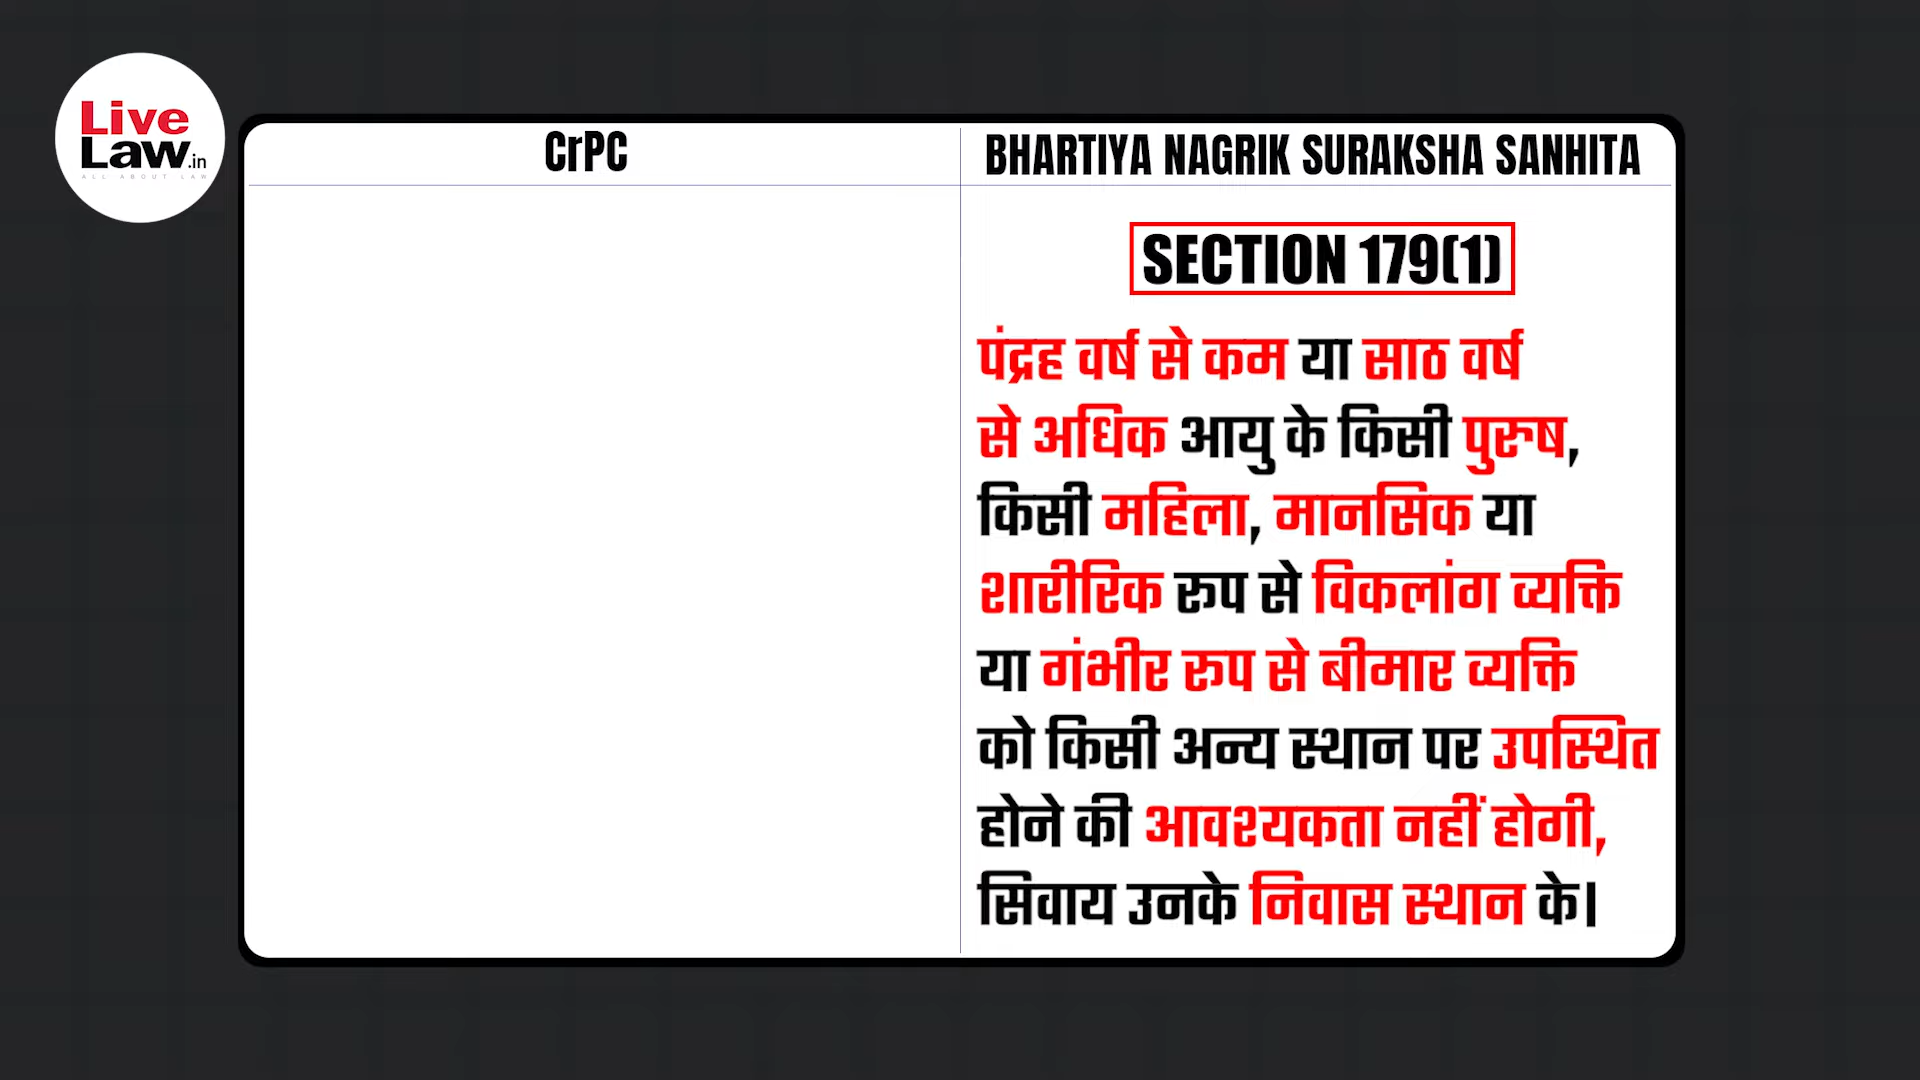 Live
Law.in
ALL ABOUT LAW
CrPC
BHARTIYA NAGRIK SURAKSHA SANHITA
SECTION 179(1)
पंद्रह वर्ष से कम या साठ वर्ष
से अधिक आयु के किसी पुरुष,
किसी महिला, मानसिक या
शारीरिक रूप से विकलांग व्यक्ति
या गंभीर रूप से बीमार व्यक्ति
को किसी अन्य स्थान पर उपस्थित
होने की आवश्यकता नहीं होगी,
सिवाय उनके निवास स्थान के।